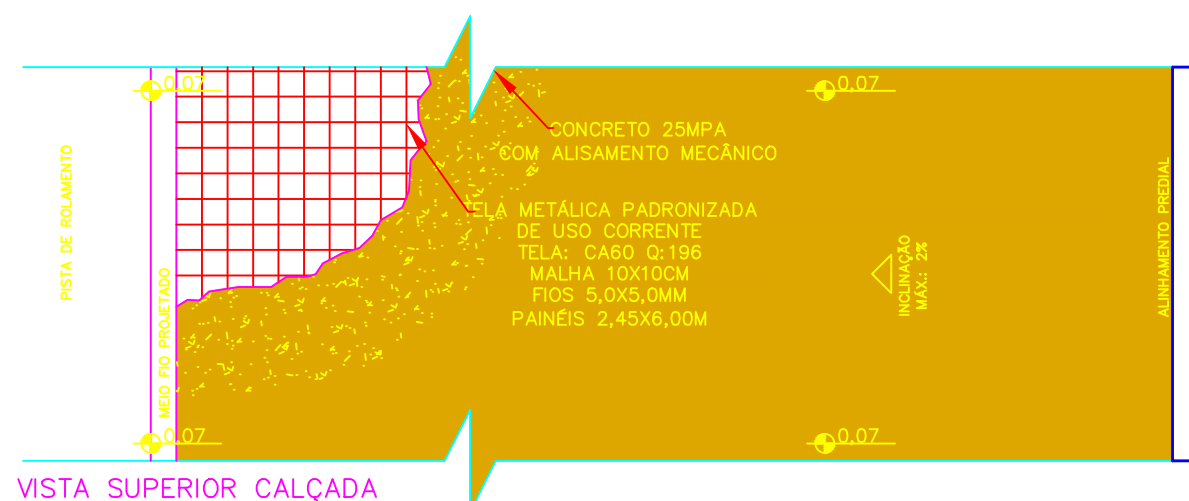 0,07
0,07
CONCRETO 25MPA
COM ALISAMENTO MECÂNICO
TELA METÁLICA PADRONIZADA
DE USO CORRENTE
TELA: CA60 Q:196
MALHA 10X10CM
FIOS 5,0X5,0MM
PAINÉIS 2,45X6,00M
PISTA DE ROLAMENTO
MEIO FIO PROJETADO
INCLINAÇÃO
MÁX.: 2%
ALINHAMENTO PREDIAL
0,07
0,07
VISTA SUPERIOR CALÇADA